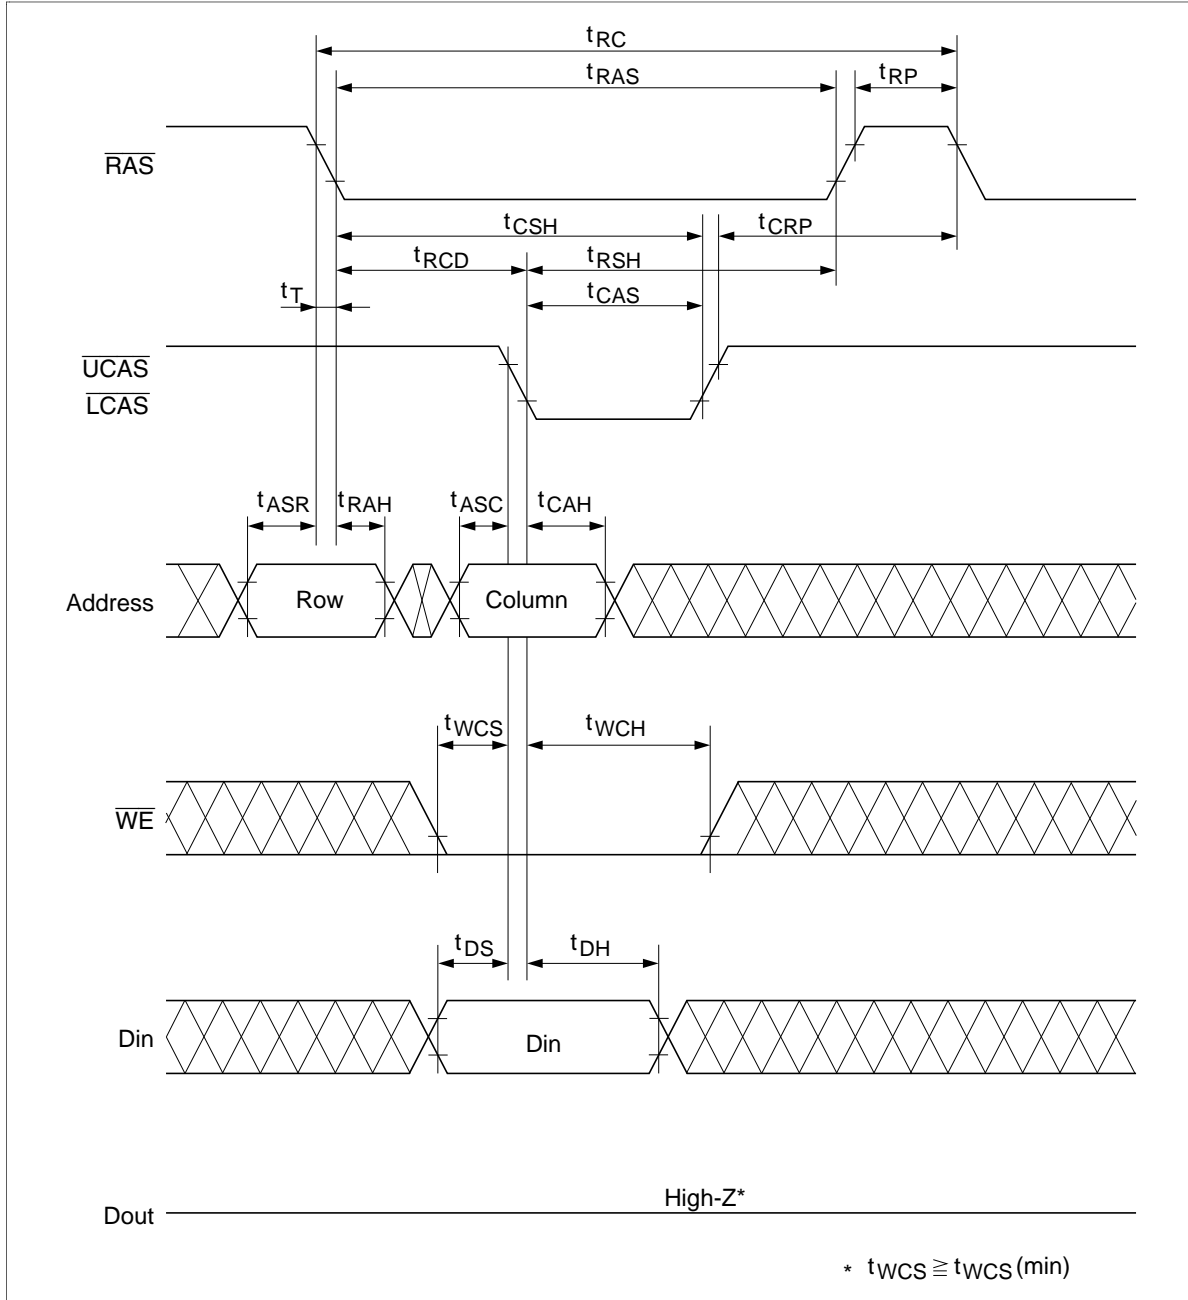 tRC
tRAS
tRP
RAS
tCSH
tCRP
tRCD
tRSH
tT
tCAS
UCAS
LCAS
tASR
tRAH
tASC
tCAH
Address
Row
Column
tWCS
tWCH
WE
tDS
tDH
Din
Din
High-Z*
Dout
* tWCS ≧ tWCS(min)